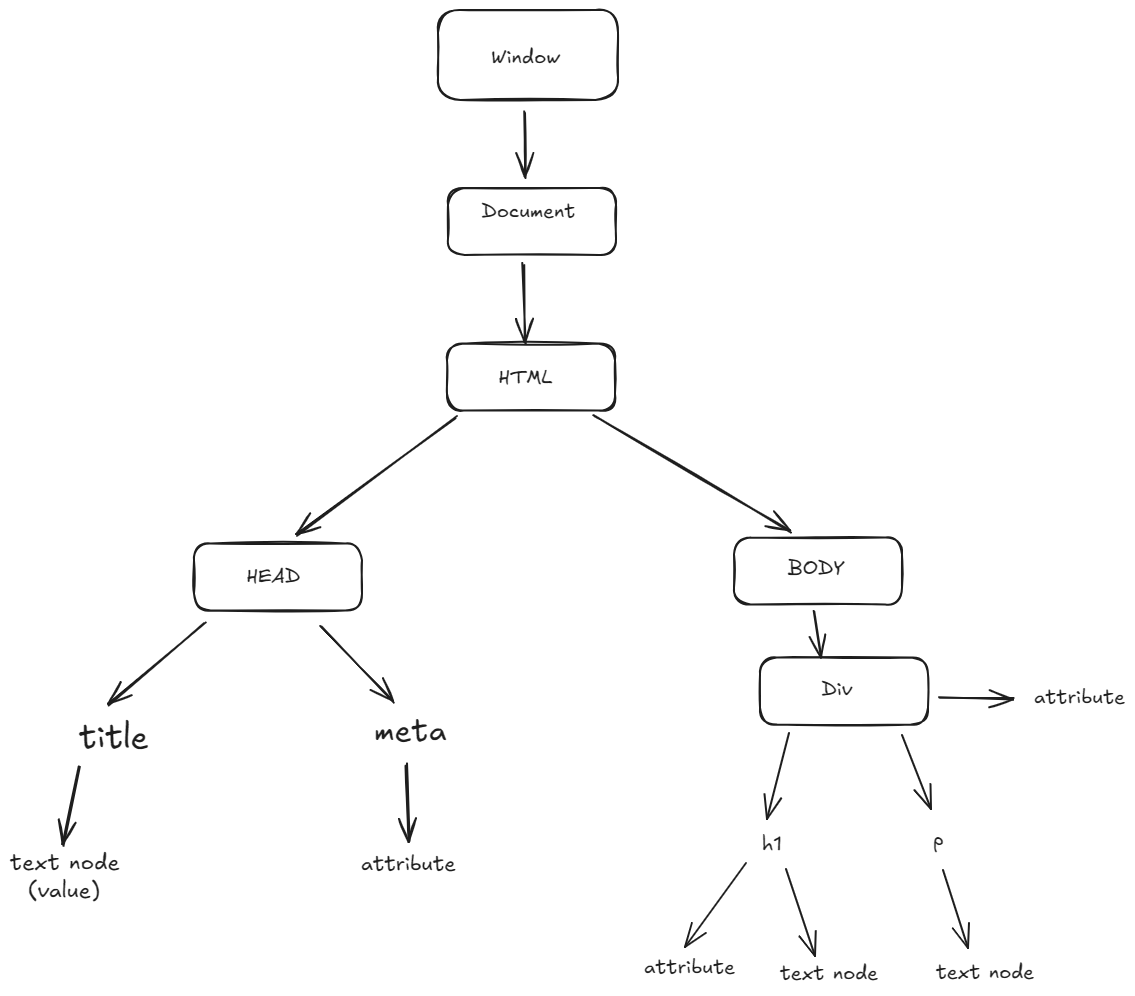 Window
Document
HTML
HEAD
BODY
Div
attribute
title
meta
h1
p
text node
(value)
attribute
attribute
text node
text node